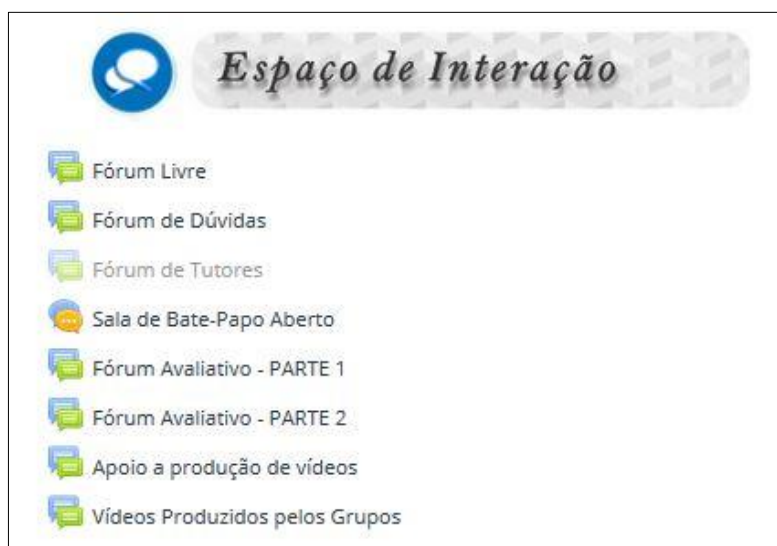 Espaço de Interação
Fórum Livre
Fórum de Dúvidas
Fórum de Tutores
Sala de Bate-Papo Aberto
Fórum Avaliativo - PARTE 1
Fórum Avaliativo - PARTE 2
Apoio a produção de vídeos
Vídeos Produzidos pelos Grupos